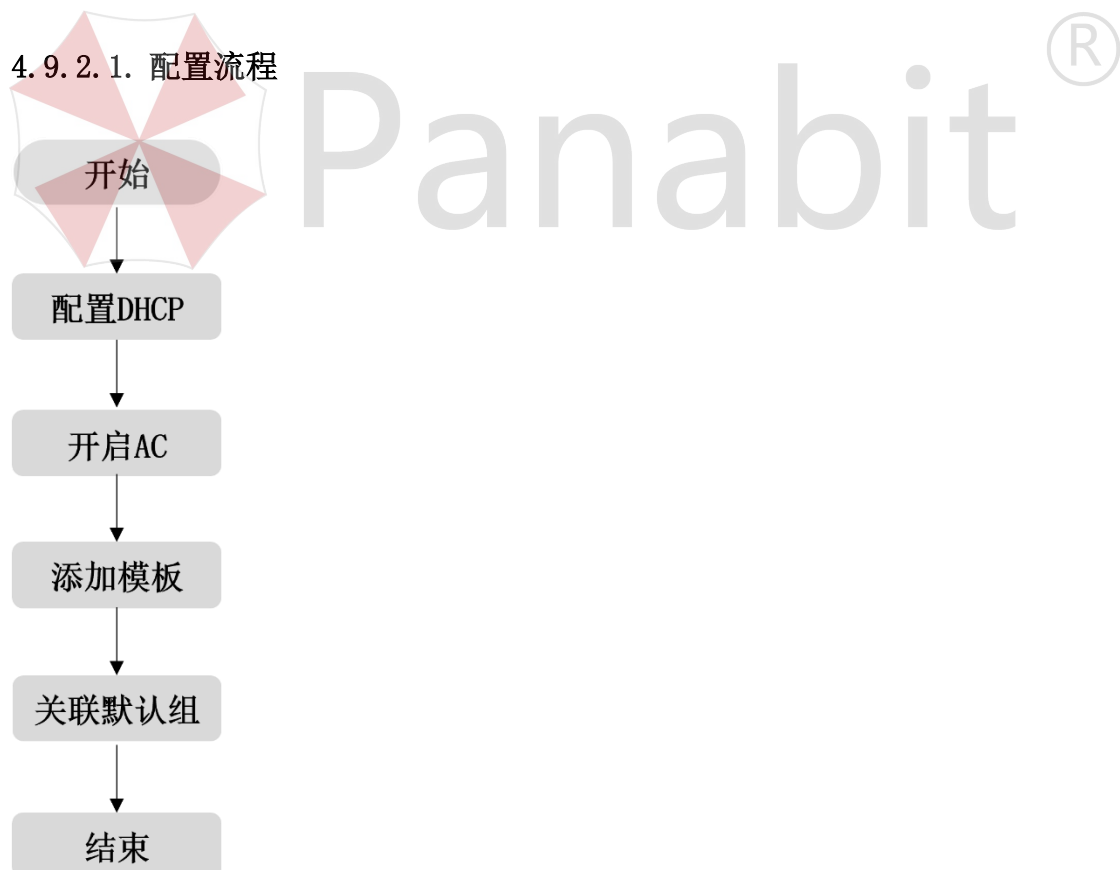 Panabit®
4.9.2.1. 配置流程
开始
配置DHCP
开启AC
添加模板
关联默认组
结束